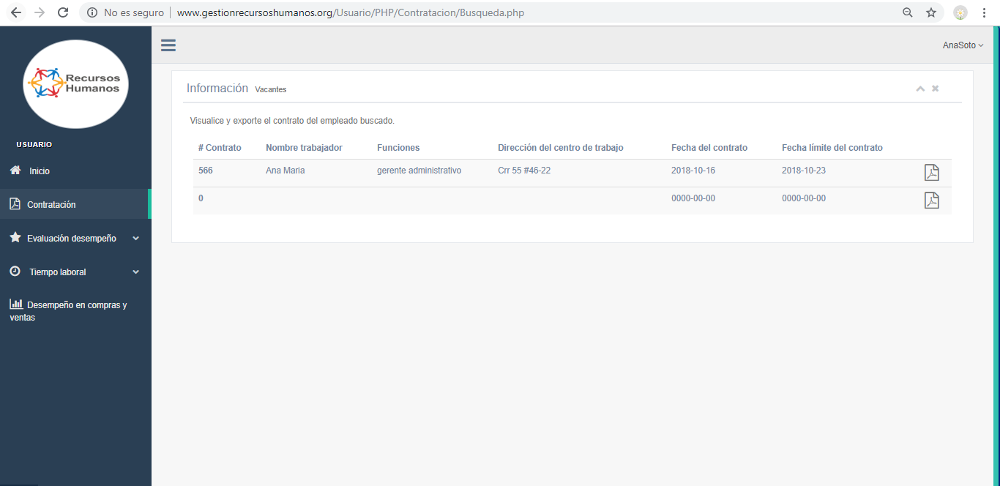 No es seguro | www.gestionrecursoshumanos.org/Usuario/PHP/Contratacion/Busqueda.php
Recursos
Humanos
AnaSoto
USUARIO
Inicio
Contratación
Evaluación desempeño
Tiempo laboral
Desempeño en compras y
ventas
Información Vacantes
Visualice y exporte el contrato del empleado buscado.
# Contrato Nombre trabajador Funciones Dirección del centro de trabajo Fecha del contrato Fecha límite del contrato
566 Ana Maria gerente administrativo Crr 55 #46-22 2018-10-16 2018-10-23
0 0000-00-00 0000-00-00